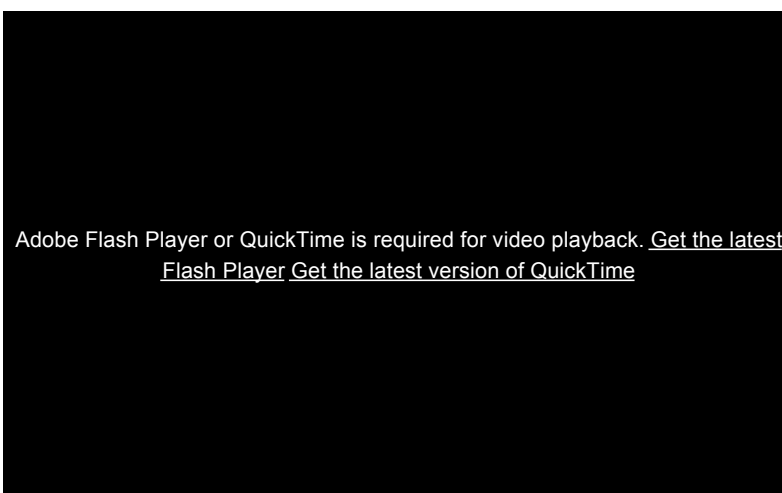 Adobe Flash Player or QuickTime is required for video playback. Get the latest
Flash Player Get the latest version of QuickTime